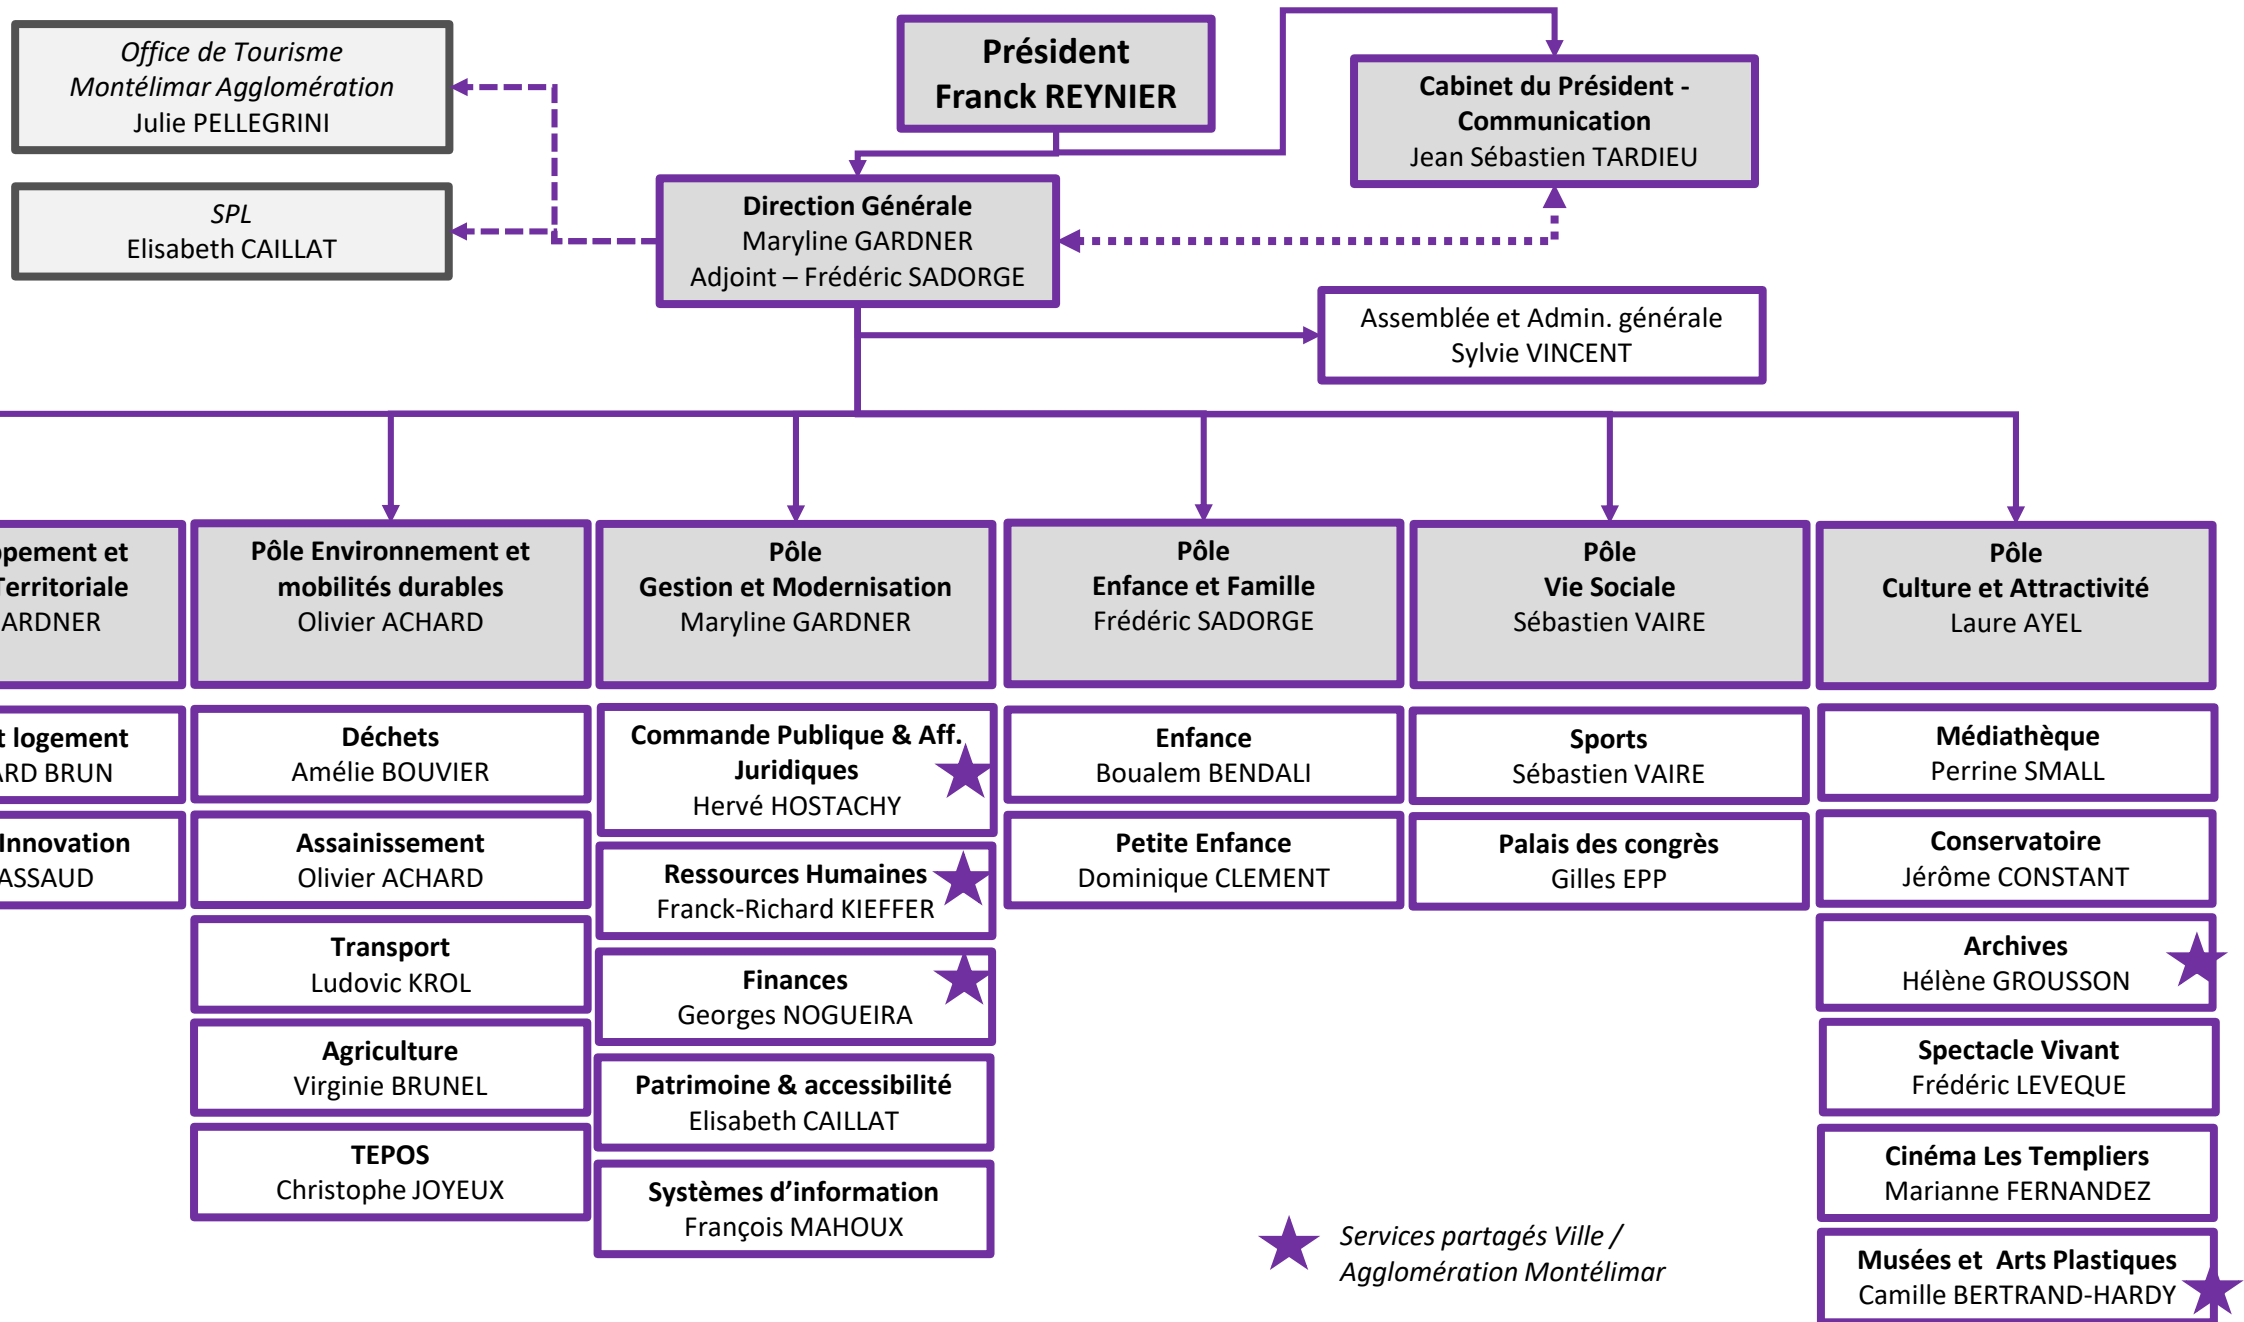 Office de Tourisme
Montélimar Agglomération
Julie PELLEGRINI
SPL
Elisabeth CAILLAT
Président
Franck REYNIER
Cabinet du Président -
Communication
Jean Sébastien TARDIEU
Direction Générale
Maryline GARDNER
Adjoint – Frédéric SADORGE
Assemblée et Admin. générale
Sylvie VINCENT
et
Territoriale
ARDNER
logement
BRUN
Innovation
ASSAUD
Pôle Environnement et
mobilités durables
Olivier ACHARD
Déchets
Amélie BOUVIER
Assainissement
Olivier ACHARD
Transport
Ludovic KROL
Agriculture
Virginie BRUNEL
TEPOS
Christophe JOYEUX
Pôle
Gestion et Modernisation
Maryline GARDNER
Commande Publique & Aff.
Juridiques
Hervé HOSTACHY
Ressources Humaines
Franck-Richard KIEFFER
Finances
Georges NOGUEIRA
Patrimoine & accessibilité
Elisabeth CAILLAT
Systèmes d’information
François MAHOUX
Pôle
Enfance et Famille
Frédéric SADORGE
Enfance
Boualem BENDALI
Petite Enfance
Dominique CLEMENT
Pôle
Vie Sociale
Sébastien VAIRE
Sports
Sébastien VAIRE
Palais des congrès
Gilles EPP
Pôle
Culture et Attractivité
Laure AYEL
Médiathèque
Perrine SMALL
Conservatoire
Jérôme CONSTANT
Archives
Hélène GROUSSON
Spectacle Vivant
Frédéric LEVEQUE
Cinéma Les Templiers
Marianne FERNANDEZ
Musées et Arts Plastiques
Camille BERTRAND-HARDY
Services partagés Ville /
Agglomération Montélimar